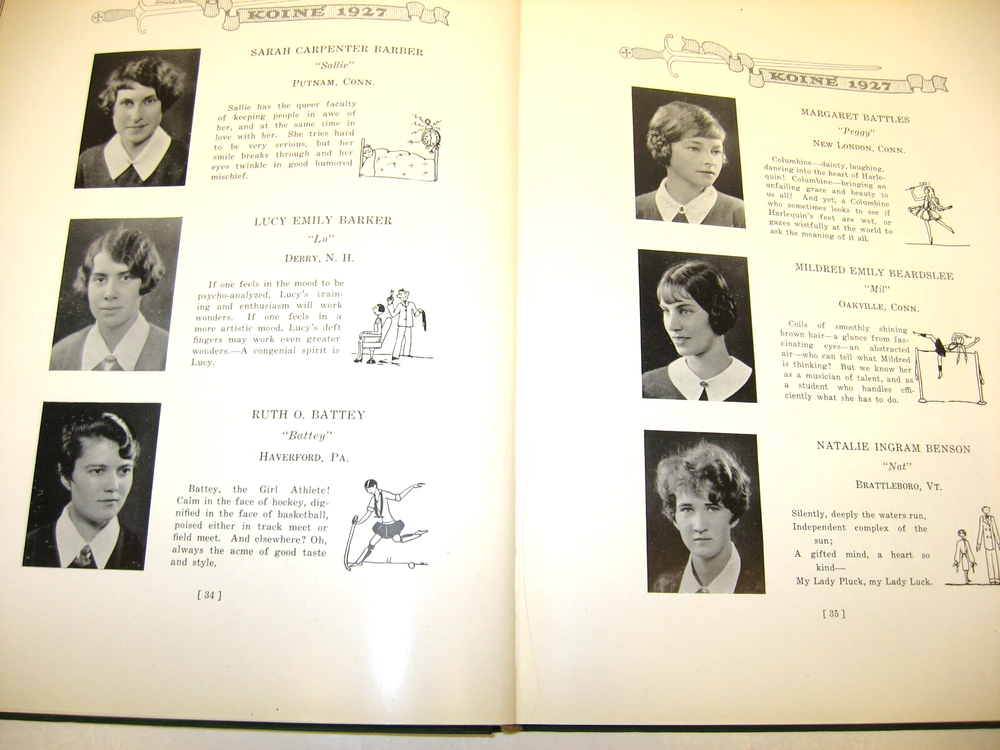 KOINE 1927
SARAH CARPENTER BARBER
"Sallie"
PUTNAM, CONN.
Sallie has the queer faculty
of keeping people in awe of
her, and at the same time in
love with her. She tries hard
to be very serious, but her
smile breaks through and her
eyes twinkle in good humored
mischief.
LUCY EMILY BARKER
"Lu"
DERRY, N. H.
If one feels in the mood to be
psycho-analyzed, Lucy's train-
ing and enthusiasm will work
wonders. If one feels in a
more artistic mood, Lucy's deft
fingers may work even greater
wonders.—A congenial spirit is
Lucy.
RUTH O. BATTEY
"Battey"
HAVERFORD, PA.
Battey, the Girl Athlete!
Calm in the face of hockey, dig-
nified in the face of basketball,
poised either in track meet or
field meet. And elsewhere? Oh,
always the acme of good taste
and style.
[ 34 ]
KOINE 1927
MARGARET BATTLES
"Peggy"
NEW LONDON, CONN.
Columbine—dainty, laughing,
dancing into the heart of Harle-
quin! Columbine—bringing an
unfailing grace and beauty to
us all! And yet, a Columbine
who sometimes looks to see if
Harlequin's feet are wet, or
gazes wistfully at the world to
ask the meaning of it all.
MILDRED EMILY BEARDSLEE
"Mil"
OAKVILLE, CONN.
Coils of smoothly shining
brown hair—a glance from fas-
cinating eyes—an abstracted
air—who can tell what Mildred
is thinking? But we know her
as a musician of talent, and as
a student who handles effi-
ciently what she has to do.
NATALIE INGRAM BENSON
"Nat"
BRATTLEBORO, VT.
Silently, deeply the waters run,
Independent complex of the
sun;
A gifted mind, a heart so
kind—
My Lady Pluck, my Lady Luck.
[ 35 ]